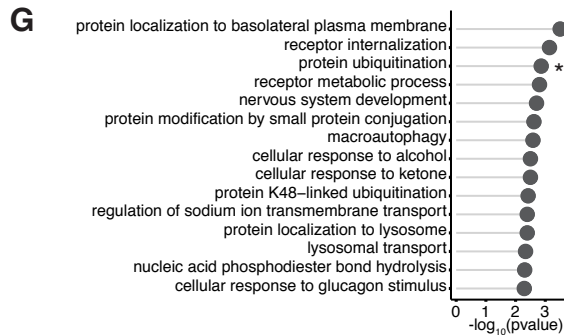 G
protein localization to basolateral plasma membrane
receptor internalization
protein ubiquitination *
receptor metabolic process
nervous system development
protein modification by small protein conjugation
macroautophagy
cellular response to alcohol
cellular response to ketone
protein K48−linked ubiquitination
regulation of sodium ion transmembrane transport
protein localization to lysosome
lysosomal transport
nucleic acid phosphodiester bond hydrolysis
cellular response to glucagon stimulus
0 1 2 3
-log10(pvalue)